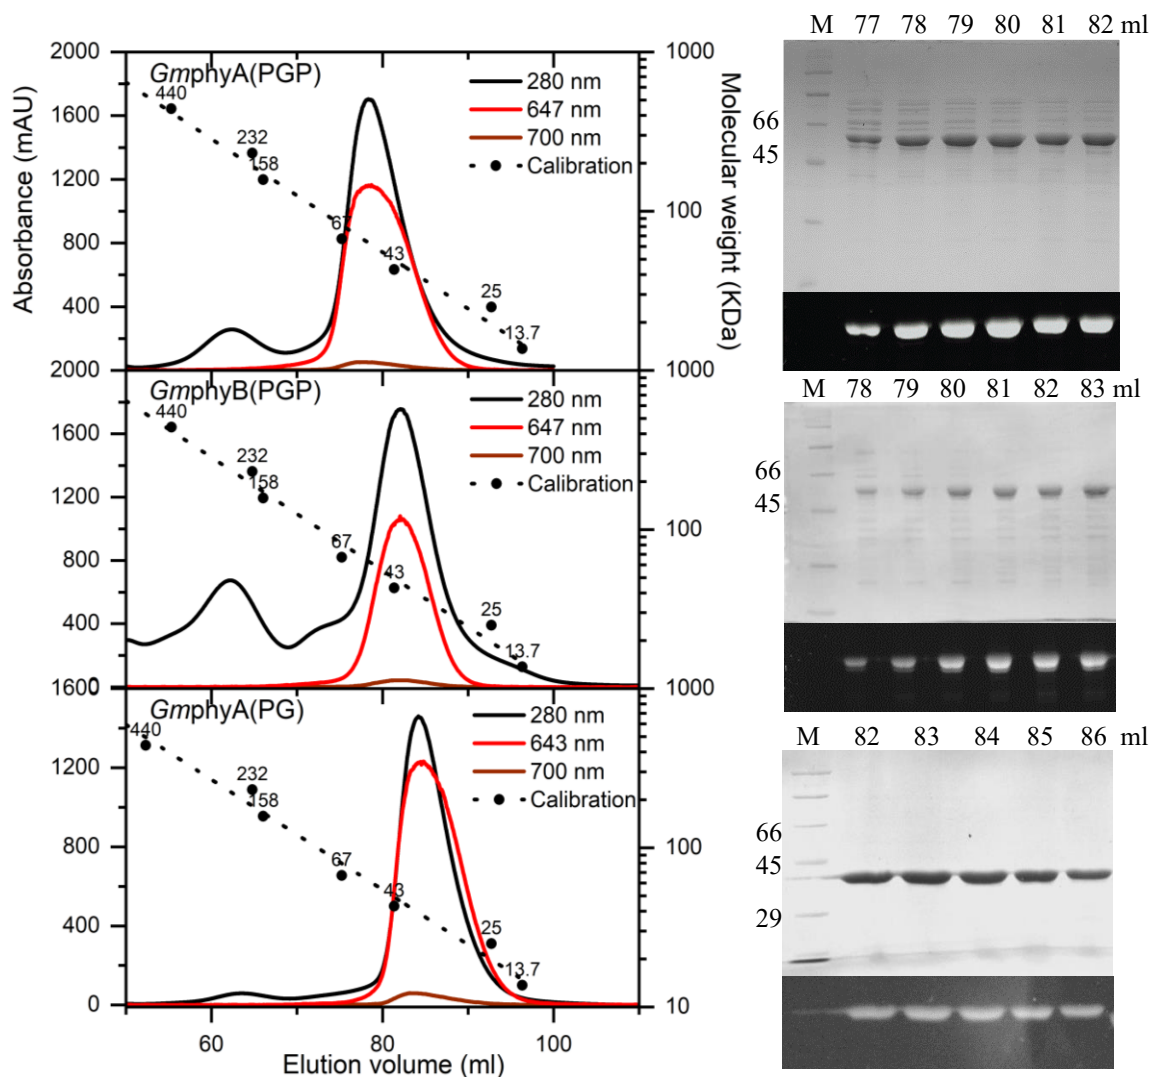 2000
1600
1200
800
400
2000
1600
1200
800
400
0
1600
1200
800
400
0
Absorbance (mAU)
GmphyA(PGP)
280 nm
647 nm
700 nm
Calibration
440
232
158
67
43
25
13.7
GmphyB(PGP)
280 nm
647 nm
700 nm
Calibration
440
232
158
67
43
25
13.7
GmphyA(PG)
280 nm
643 nm
700 nm
Calibration
440
232
158
67
43
25
13.7
1000
100
1000
100
1000
100
10
Molecular weight (KDa)
60
80
100
Elution volume (ml)
M 77 78 79 80 81 82 ml
66
45
M 78 79 80 81 82 83 ml
66
45
M 82 83 84 85 86 ml
66
45
29